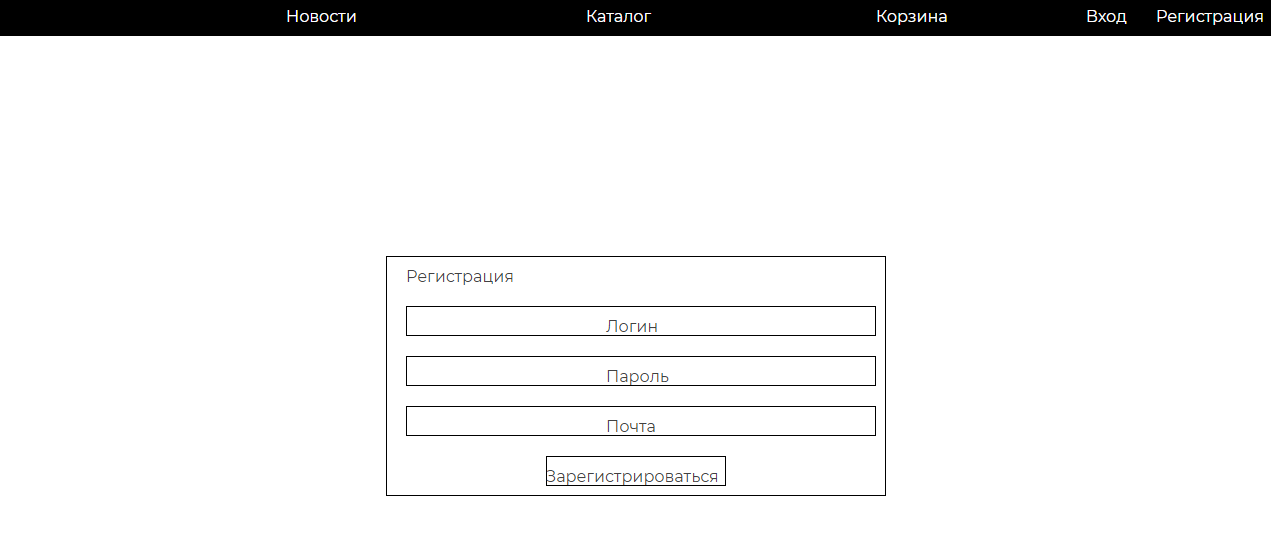 Новости Каталог Корзина Вход Регистрация
Регистрация
Логин
Пароль
Почта
Зарегистрироваться